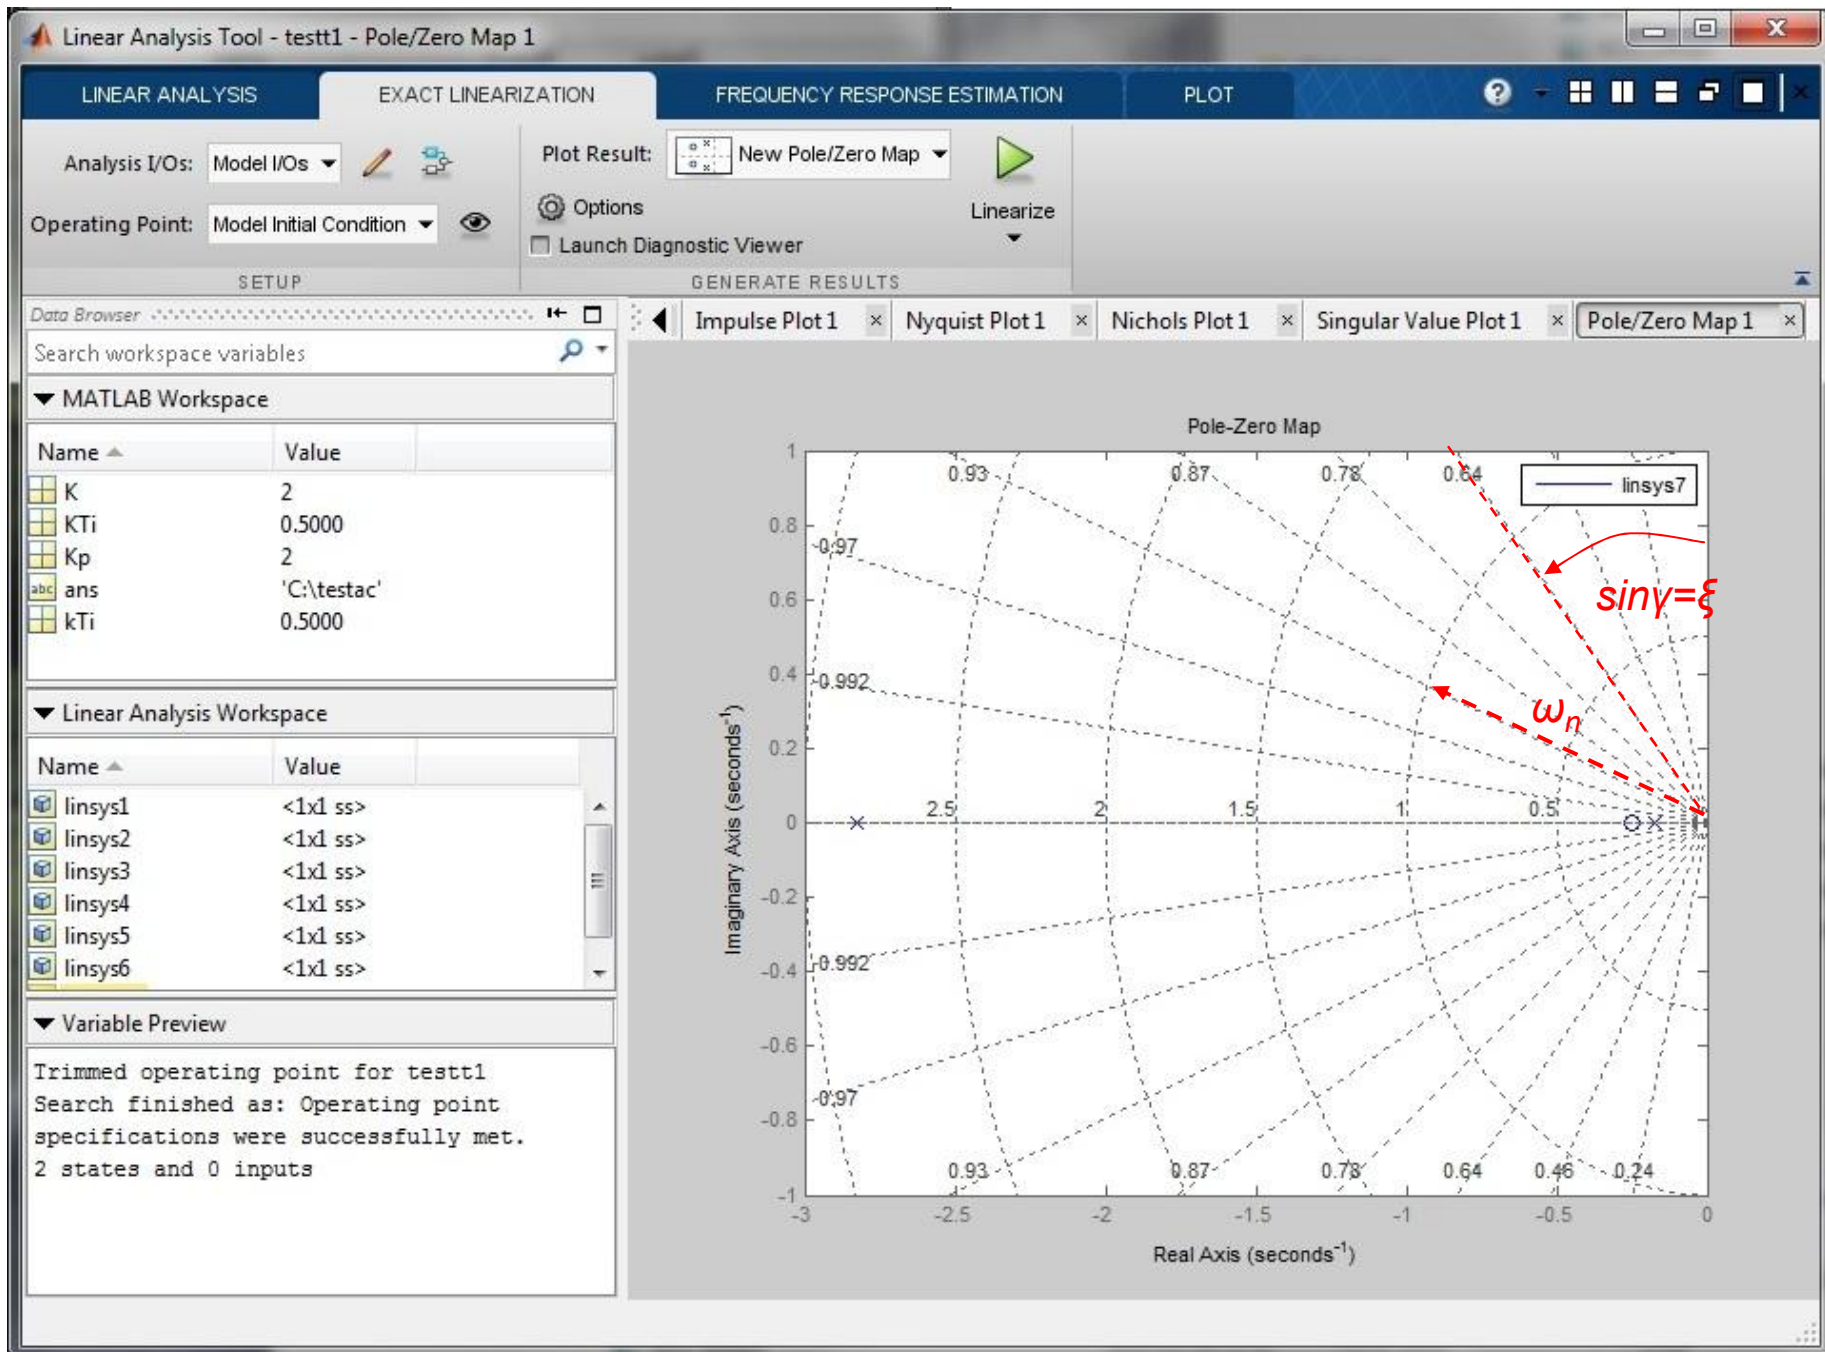 Linear Analysis Tool - testt1 - Pole/Zero Map 1
LINEAR ANALYSIS
EXACT LINEARIZATION
FREQUENCY RESPONSE ESTIMATION
PLOT
Analysis I/Os:
Model I/Os
Operating Point:
Model Initial Condition
SETUP
Plot Result:
New Pole/Zero Map
Options
Launch Diagnostic Viewer
Linearize
GENERATE RESULTS
Data Browser
Search workspace variables
MATLAB Workspace
Name Value
K 2
KTi 0.5000
Kp 2
abc ans 'C:\testac'
kTi 0.5000
Linear Analysis Workspace
Name Value
linsys1 <1x1 ss>
linsys2 <1x1 ss>
linsys3 <1x1 ss>
linsys4 <1x1 ss>
linsys5 <1x1 ss>
linsys6 <1x1 ss>
Variable Preview
Trimmed operating point for testt1
Search finished as: Operating point
specifications were successfully met.
2 states and 0 inputs
Impulse Plot 1
Nyquist Plot 1
Nichols Plot 1
Singular Value Plot 1
Pole/Zero Map 1
Pole-Zero Map
linsys7
sinγ=ξ
ωn
Imaginary Axis (seconds-1)
1
0.8
0.6
0.4
0.2
0
-0.2
-0.4
-0.6
-0.8
-1
0.93 0.87 0.78 0.64
0.97
0.992
2.5 2 1.5 1 0.5
0.992
0.97
0.93 0.87 0.78 0.64 0.46 0.24
-3 -2.5 -2 -1.5 -1 -0.5 0
Real Axis (seconds-1)